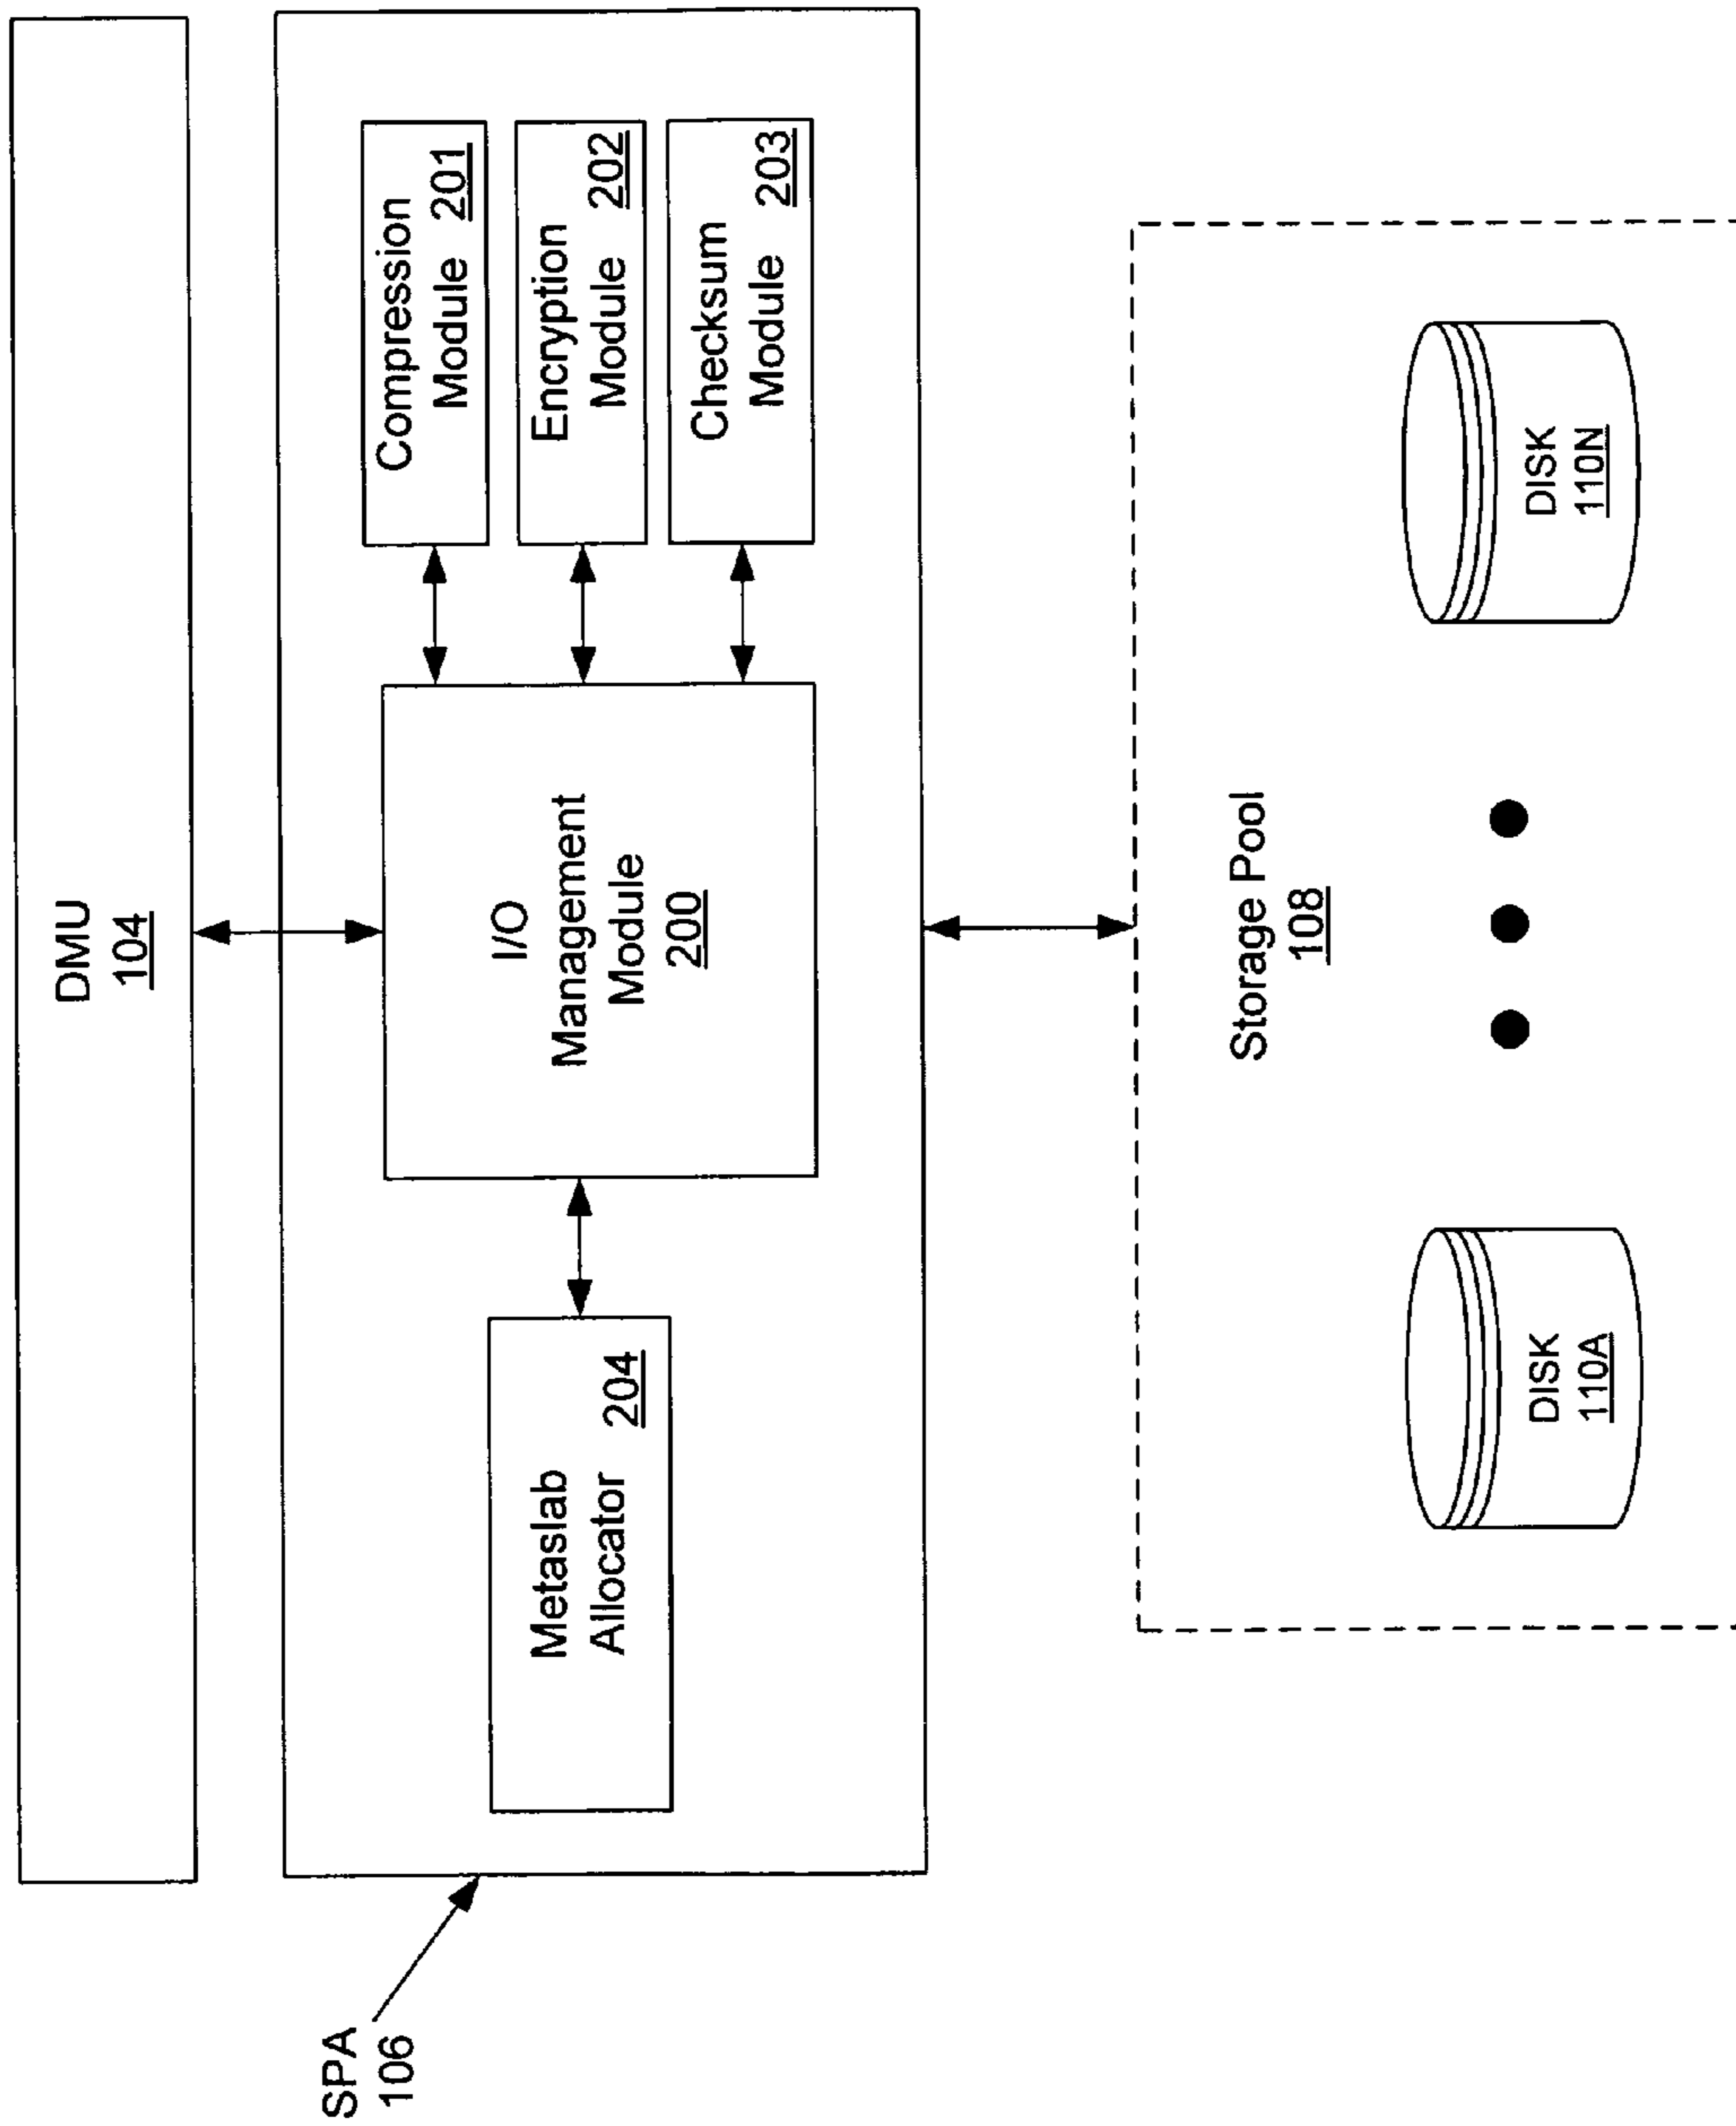 DMU
104
SPA
106
Metaslab
Allocator 204
I/O
Management
Module
200
Compression
Module 201
Encryption
Module 202
Checksum
Module 203
Storage Pool
108
DISK
110A
DISK
110N